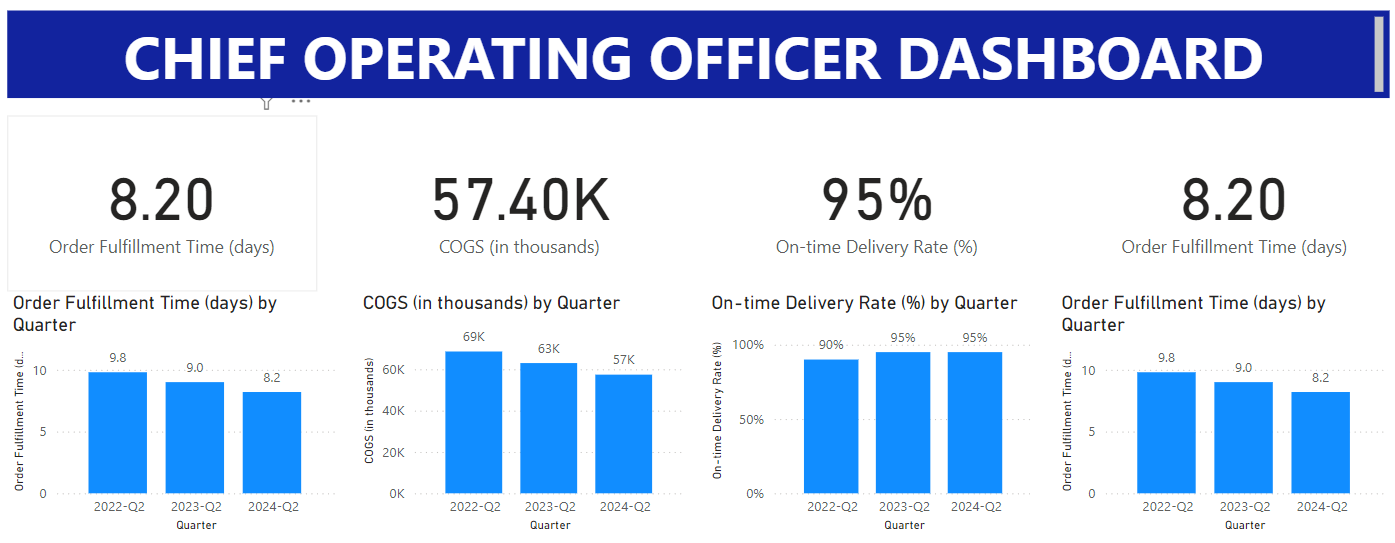 CHIEF OPERATING OFFICER DASHBOARD
8.20
Order Fulfillment Time (days)
57.40K
COGS (in thousands)
95%
On-time Delivery Rate (%)
8.20
Order Fulfillment Time (days)
Order Fulfillment Time (days) by
Quarter
Order Fulfillment Time (d...
10
5
0
9.8
9.0
8.2
2022-Q2 2023-Q2 2024-Q2
Quarter
COGS (in thousands) by Quarter
COGS (in thousands)
60K
40K
20K
0K
69K
63K
57K
2022-Q2 2023-Q2 2024-Q2
Quarter
On-time Delivery Rate (%) by Quarter
On-time Delivery Rate (%)
100%
50%
0%
90%
95%
95%
2022-Q2 2023-Q2 2024-Q2
Quarter
Order Fulfillment Time (days) by
Quarter
Order Fulfillment Time (d...
10
5
0
9.8
9.0
8.2
2022-Q2 2023-Q2 2024-Q2
Quarter